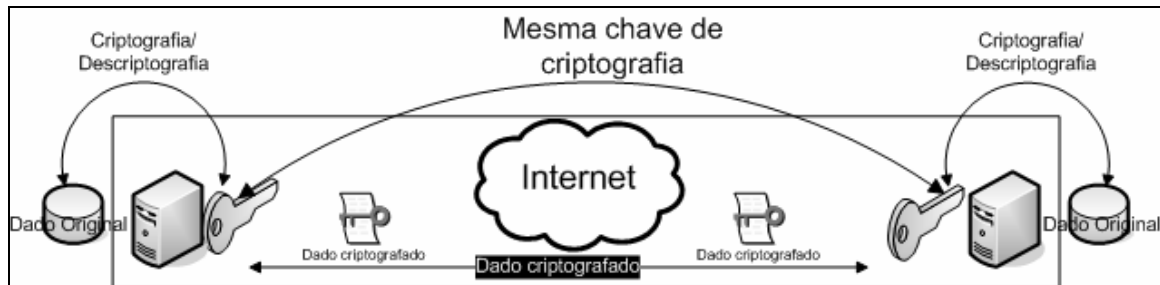 Criptografia/
Descriptografia
Mesma chave de
criptografia
Criptografia/
Descriptografia
Internet
Dado Original
Dado Original
Dado criptografado
Dado criptografado
Dado criptografado